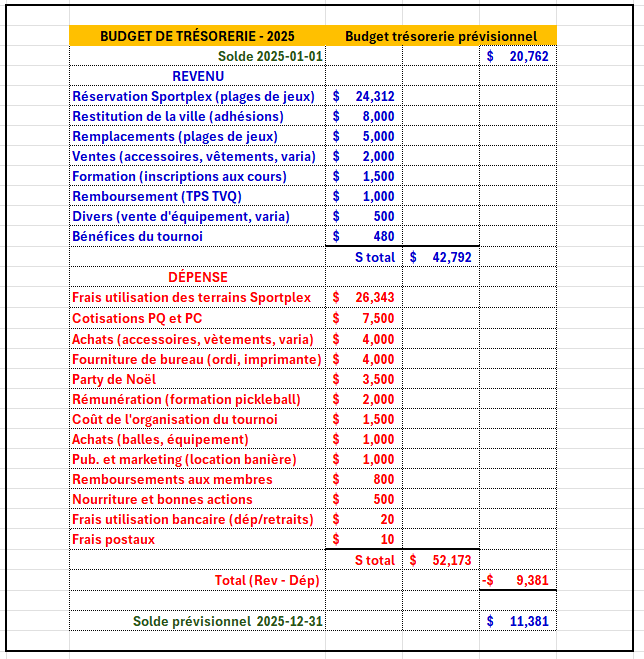 BUDGET DE TRÉSORERIE - 2025 Budget trésorerie prévisionnel
Solde 2025-01-01 $ 20,762
REVENU
Réservation Sportplex (plages de jeux) $ 24,312
Restitution de la ville (adhésions) $ 8,000
Remplacements (plages de jeux) $ 5,000
Ventes (accessoires, vêtements, varia) $ 2,000
Formation (inscriptions aux cours) $ 1,500
Remboursement (TPS TVQ) $ 1,000
Divers (vente d'équipement, varia) $ 500
Bénéfices du tournoi $ 480
S total $ 42,792
DÉPENSE
Frais utilisation des terrains Sportplex $ 26,343
Cotisations PQ et PC $ 7,500
Achats (accessoires, vètements, varia) $ 4,000
Fourniture de bureau (ordi, imprimante) $ 4,000
Party de Noël $ 3,500
Rémunération (formation pickleball) $ 2,000
Coût de l'organisation du tournoi $ 1,500
Achats (balles, équipement) $ 1,000
Pub. et marketing (location banière) $ 1,000
Remboursements aux membres $ 800
Nourriture et bonnes actions $ 500
Frais utilisation bancaire (dép/retraits) $ 20
Frais postaux $ 10
S total $ 52,173
Total (Rev - Dép) -$ 9,381
Solde prévisionnel 2025-12-31 $ 11,381